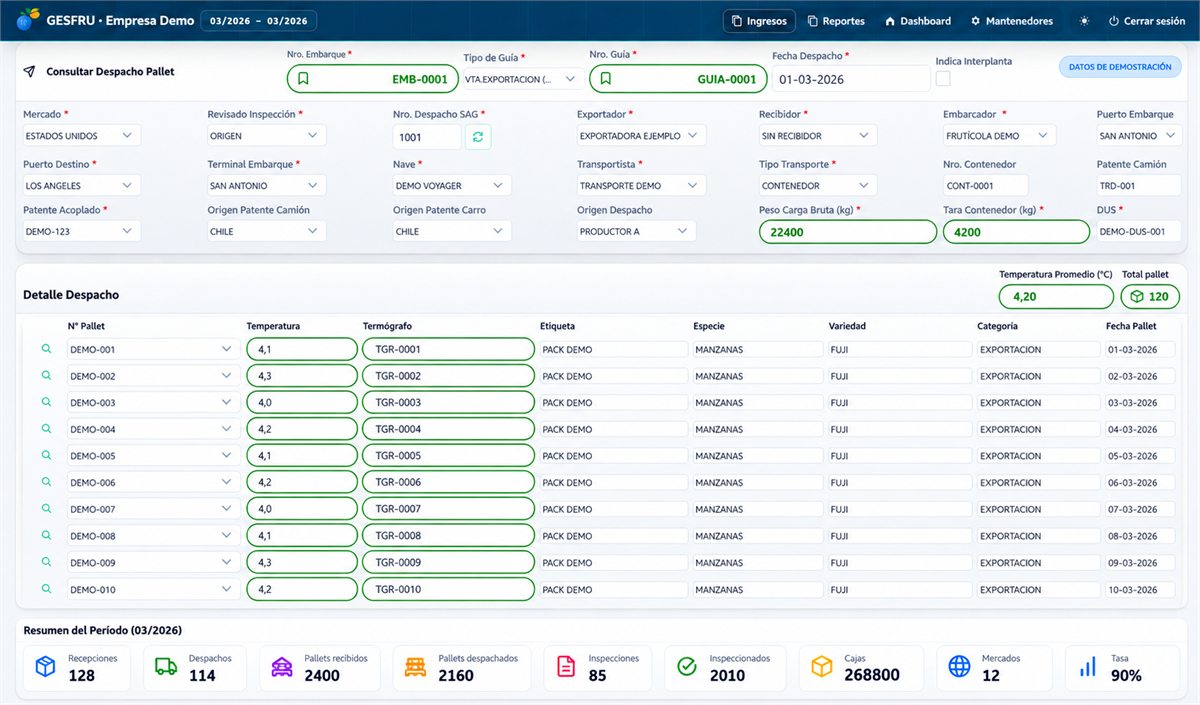 GESFRU · Empresa Demo 03/2026 – 03/2026 Ingresos Reportes Dashboard Mantenedores Cerrar sesión
Consultar Despacho Pallet
Nro. Embarque * Tipo de Guía * Nro. Guía * Fecha Despacho * Indica Interplanta
EMB-0001 VTA.EXPORTACION (... GUIA-0001 01-03-2026 DATOS DE DEMOSTRACIÓN
Mercado * Revisado Inspección * Nro. Despacho SAG * Exportador * Recibidor * Embarcador * Puerto Embarque
ESTADOS UNIDOS ORIGEN 1001 EXPORTADORA EJEMPLO SIN RECIBIDOR FRUTÍCOLA DEMO SAN ANTONIO
Puerto Destino * Terminal Embarque * Nave * Transportista * Tipo Transporte * Nro. Contenedor Patente Camión
LOS ANGELES SAN ANTONIO DEMO VOYAGER TRANSPORTE DEMO CONTENEDOR CONT-0001 TRD-001
Patente Acoplado * Origen Patente Camión Origen Patente Carro Origen Despacho Peso Carga Bruta (kg) * Tara Contenedor (kg) * DUS *
DEMO-123 CHILE CHILE PRODUCTOR A 22400 4200 DEMO-DUS-001
Detalle Despacho
Temperatura Promedio (°C) Total pallet
4,20 120
N° Pallet Temperatura Termógrafo Etiqueta Especie Variedad Categoría Fecha Pallet
DEMO-001 4,1 TGR-0001 PACK DEMO MANZANAS FUJI EXPORTACION 01-03-2026
DEMO-002 4,3 TGR-0002 PACK DEMO MANZANAS FUJI EXPORTACION 02-03-2026
DEMO-003 4,0 TGR-0003 PACK DEMO MANZANAS FUJI EXPORTACION 03-03-2026
DEMO-004 4,2 TGR-0004 PACK DEMO MANZANAS FUJI EXPORTACION 04-03-2026
DEMO-005 4,1 TGR-0005 PACK DEMO MANZANAS FUJI EXPORTACION 05-03-2026
DEMO-006 4,2 TGR-0006 PACK DEMO MANZANAS FUJI EXPORTACION 06-03-2026
DEMO-007 4,0 TGR-0007 PACK DEMO MANZANAS FUJI EXPORTACION 07-03-2026
DEMO-008 4,1 TGR-0008 PACK DEMO MANZANAS FUJI EXPORTACION 08-03-2026
DEMO-009 4,3 TGR-0009 PACK DEMO MANZANAS FUJI EXPORTACION 09-03-2026
DEMO-010 4,2 TGR-0010 PACK DEMO MANZANAS FUJI EXPORTACION 10-03-2026
Resumen del Período (03/2026)
Recepciones Despachos Pallets recibidos Pallets despachados Inspecciones Inspeccionados Cajas Mercados Tasa
128 114 2400 2160 85 2010 268800 12 90%